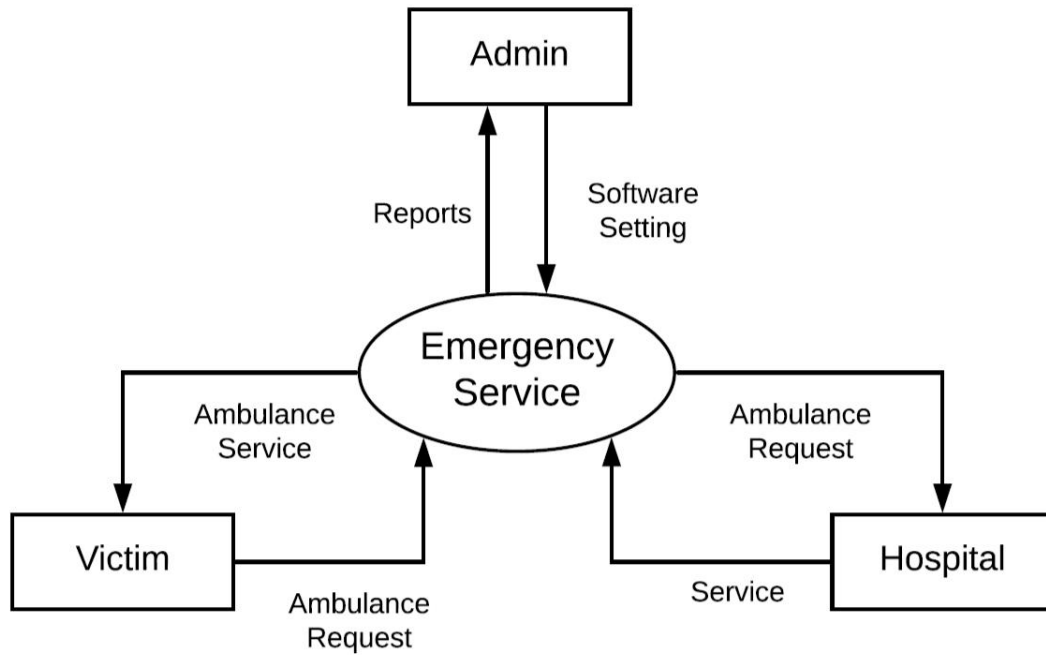 Admin
Reports
Software
Setting
Emergency
Service
Ambulance
Service
Ambulance
Request
Victim
Hospital
Ambulance
Request
Service